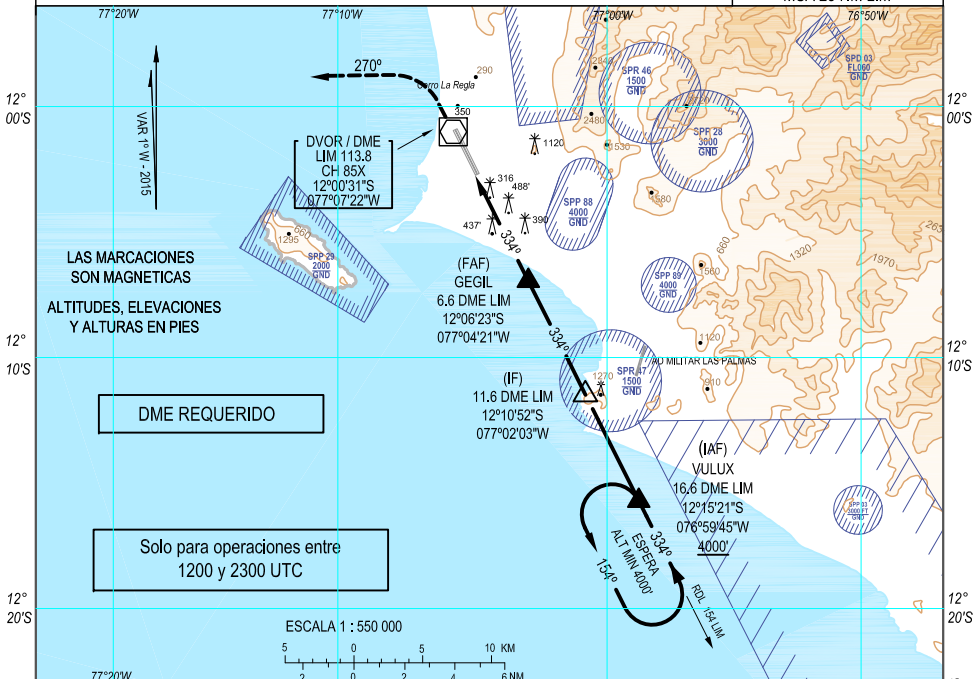 77°20'W
77°10'W
77°00'W
76°50'W
12°
00'S
12°
00'S
VAR 1° W - 2015
270°
Cerro La Regla
290
350
DVOR / DME
LIM 113.8
CH 85X
12°00'31"S
077°07'22"W
2840
SPR 46
1500
GND
2480
1530
1120
SPP 28
3000
GND
SPD 03
FL060
GND
316
488'
437'
390
SPP 88
4000
GND
1580
334º
660
1295
SPP 29
2000
GND
LAS MARCACIONES
SON MAGNETICAS
ALTITUDES, ELEVACIONES
Y ALTURAS EN PIES
(FAF)
GEGIL
6.6 DME LIM
12°06'23"S
077°04'21"W
660
1320
1970
1560
SPP 89
4000
GND
334º
1120
12°
10'S
12°
10'S
AD MILITAR LAS PALMAS
910
1270
SPR 47
1500
GND
(IF)
11.6 DME LIM
12°10'52"S
077°02'03"W
DME REQUERIDO
(IAF)
VULUX
16.6 DME LIM
12°15'21"S
076°59'45"W
4000'
334º
ESPERA
ALT MIN 4000'
154º
RDL 154 LIM
Solo para operaciones entre
1200 y 2300 UTC
12°
20'S
12°
20'S
ESCALA 1 : 550 000
5 0 5 10 KM
2 0 2 4 6 NM
77°20'W